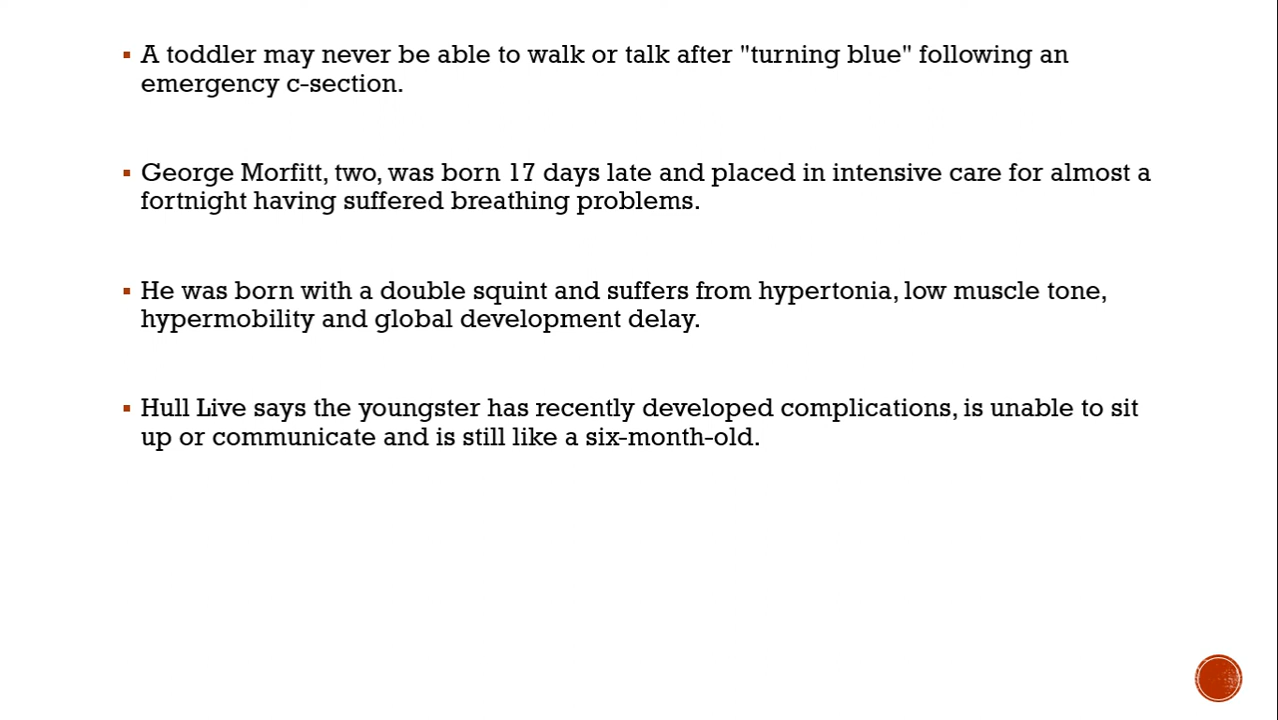 A toddler may never be able to walk or talk after "turning blue" following an
emergency c-section.
George Morfitt, two, was born 17 days late and placed in intensive care for almost a
fortnight having suffered breathing problems.
He was born with a double squint and suffers from hypertonia, low muscle tone,
hypermobility and global development delay.
Hull Live says the youngster has recently developed complications, is unable to sit
up or communicate and is still like a six-month-old.